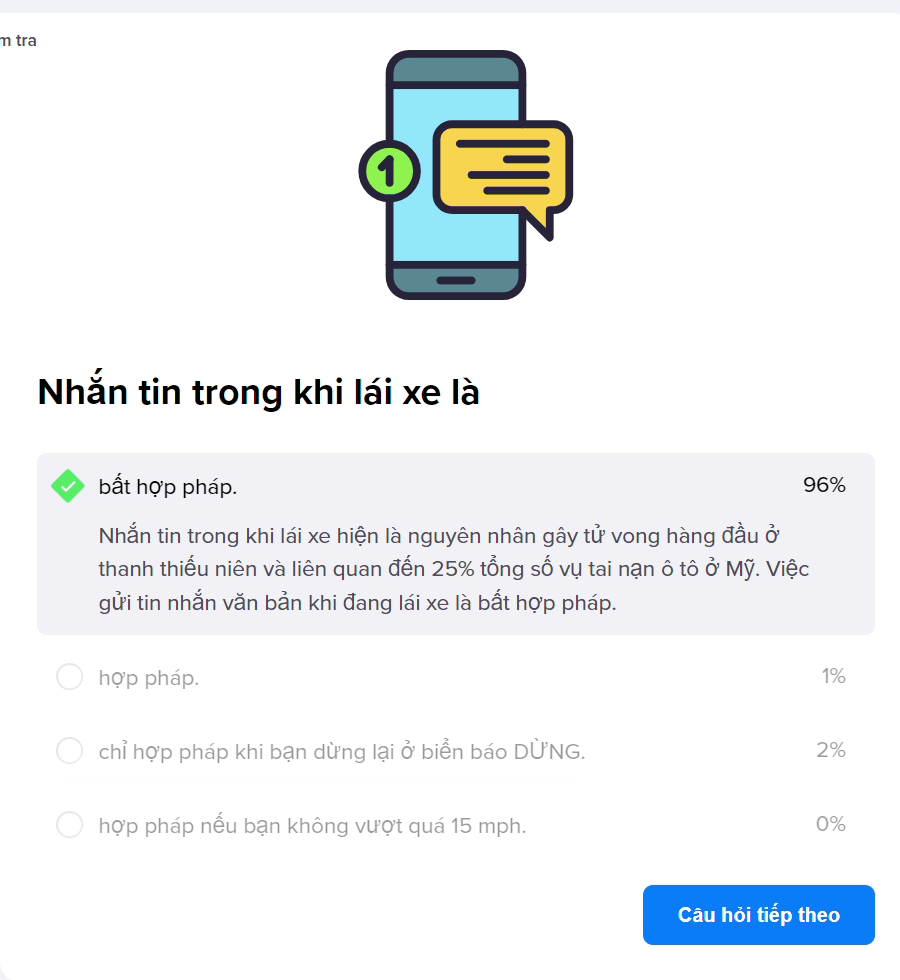 m tra
1
Nhắn tin trong khi lái xe là
bất hợp pháp. 96%
Nhắn tin trong khi lái xe hiện là nguyên nhân gây tử vong hàng đầu ở
thanh thiếu niên và liên quan đến 25% tổng số vụ tai nạn ô tô ở Mỹ. Việc
gửi tin nhắn văn bản khi đang lái xe là bất hợp pháp.
hợp pháp. 1%
chỉ hợp pháp khi bạn dừng lại ở biển báo DỪNG. 2%
hợp pháp nếu bạn không vượt quá 15 mph. 0%
Câu hỏi tiếp theo